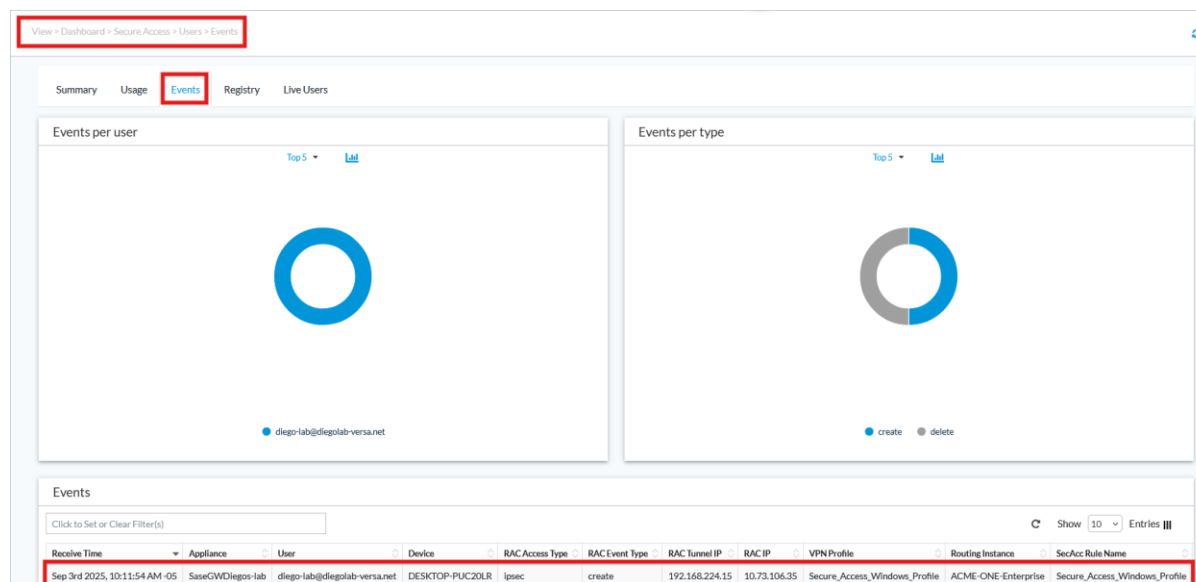 View > Dashboard > Secure Access > Users > Events
Summary Usage Events Registry Live Users
Events per user Events per type
Top 5 Top 5
diego-lab@diegolab-versa.net create delete
Events
Click to Set or Clear Filter(s) Show 10 Entries
Receive Time Appliance User Device RAC Access Type RAC Event Type RAC Tunnel IP RAC IP VPN Profile Routing Instance SecAcc Rule Name
Sep 3rd 2025, 10:11:54 AM -05 SaseGWDiegos-lab diego-lab@diegolab-versa.net DESKTOP-PUC20LR ipsec create 192.168.224.15 10.73.106.35 Secure_Access_Windows_Profile ACME-ONE-Enterprise Secure_Access_Windows_Profile